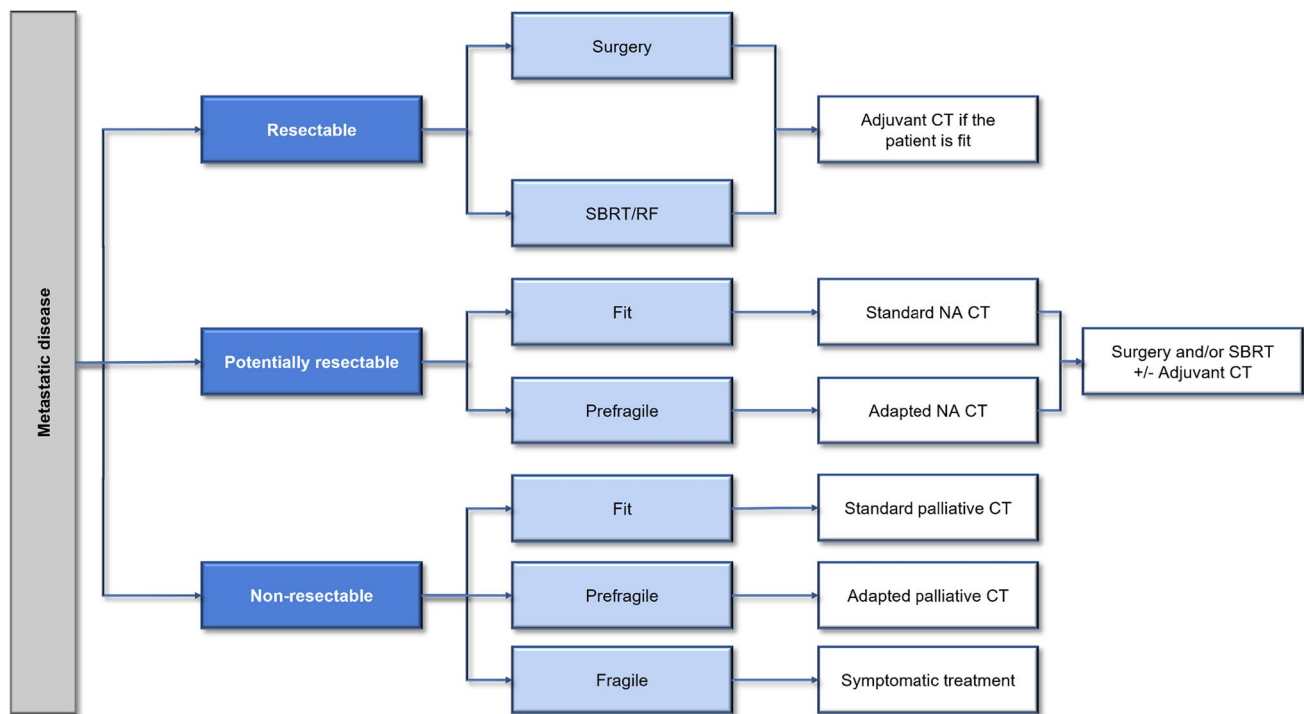 Metastatic disease
Resectable
Surgery
SBRT/RF
Adjuvant CT if the
patient is fit
Potentially resectable
Fit
Standard NA CT
Prefragile
Adapted NA CT
Surgery and/or SBRT
+/- Adjuvant CT
Non-resectable
Fit
Standard palliative CT
Prefragile
Adapted palliative CT
Fragile
Symptomatic treatment